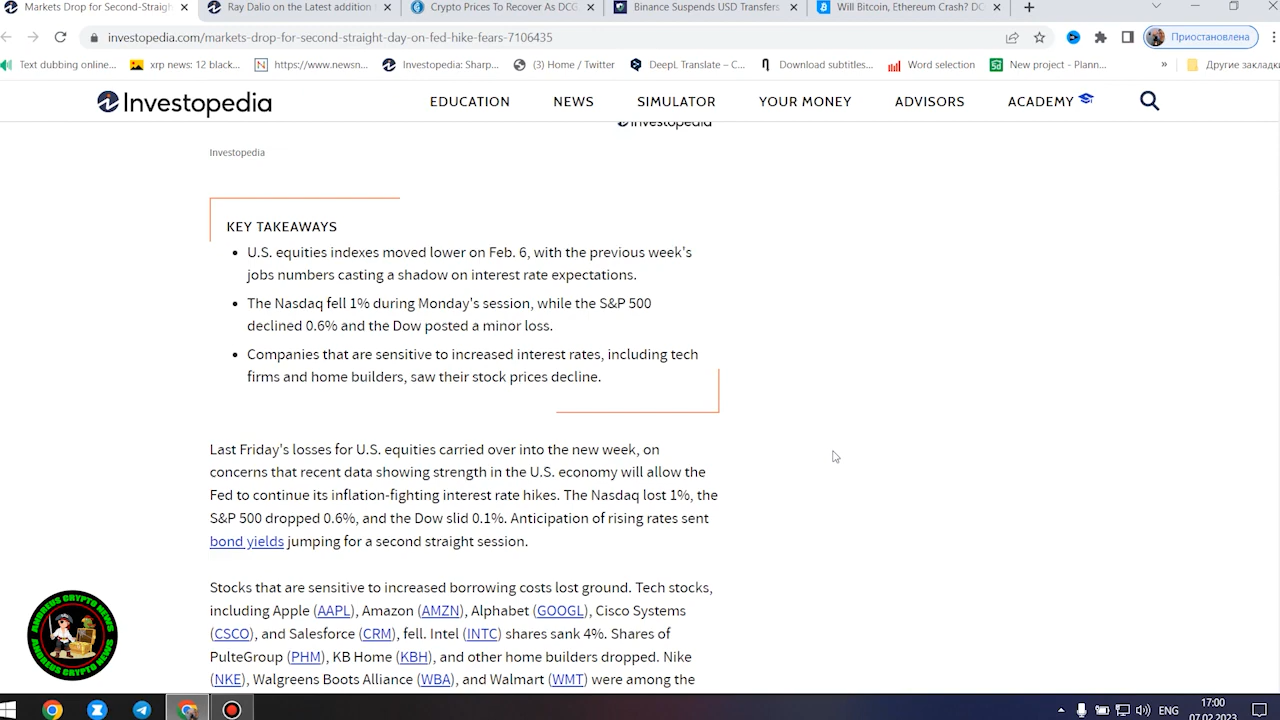 Markets Drop for Second-Straigh
Ray Dalio on the Latest addition
Crypto Prices To Recover As DCG
Binance Suspends USD Transfers
Will Bitcoin, Ethereum Crash? DC
investopedia.com/markets-drop-for-second-straight-day-on-fed-hike-fears-7106435
Приостановлена
Text dubbing online...
xrp news: 12 black...
https://www.newsn...
Investopedia: Sharp...
(3) Home / Twitter
DeepL Translate – C...
Download subtitles...
Word selection
New project - Plann...
»
Другие закладки
Investopedia
EDUCATION
NEWS
SIMULATOR
YOUR MONEY
ADVISORS
ACADEMY
Investopedia
Investopedia
KEY TAKEAWAYS
• U.S. equities indexes moved lower on Feb. 6, with the previous week's
jobs numbers casting a shadow on interest rate expectations.
• The Nasdaq fell 1% during Monday's session, while the S&P 500
declined 0.6% and the Dow posted a minor loss.
• Companies that are sensitive to increased interest rates, including tech
firms and home builders, saw their stock prices decline.
Last Friday's losses for U.S. equities carried over into the new week, on
concerns that recent data showing strength in the U.S. economy will allow the
Fed to continue its inflation-fighting interest rate hikes. The Nasdaq lost 1%, the
S&P 500 dropped 0.6%, and the Dow slid 0.1%. Anticipation of rising rates sent
bond yields jumping for a second straight session.
Stocks that are sensitive to increased borrowing costs lost ground. Tech stocks,
including Apple (AAPL), Amazon (AMZN), Alphabet (GOOGL), Cisco Systems
(CSCO), and Salesforce (CRM), fell. Intel (INTC) shares sank 4%. Shares of
PulteGroup (PHM), KB Home (KBH), and other home builders dropped. Nike
(NKE), Walgreens Boots Alliance (WBA), and Walmart (WMT) were among the
ANDREUS CRYPTO NEWS
ANDREUS CRYPTO NEWS
ENG
17:00
07.02.2023